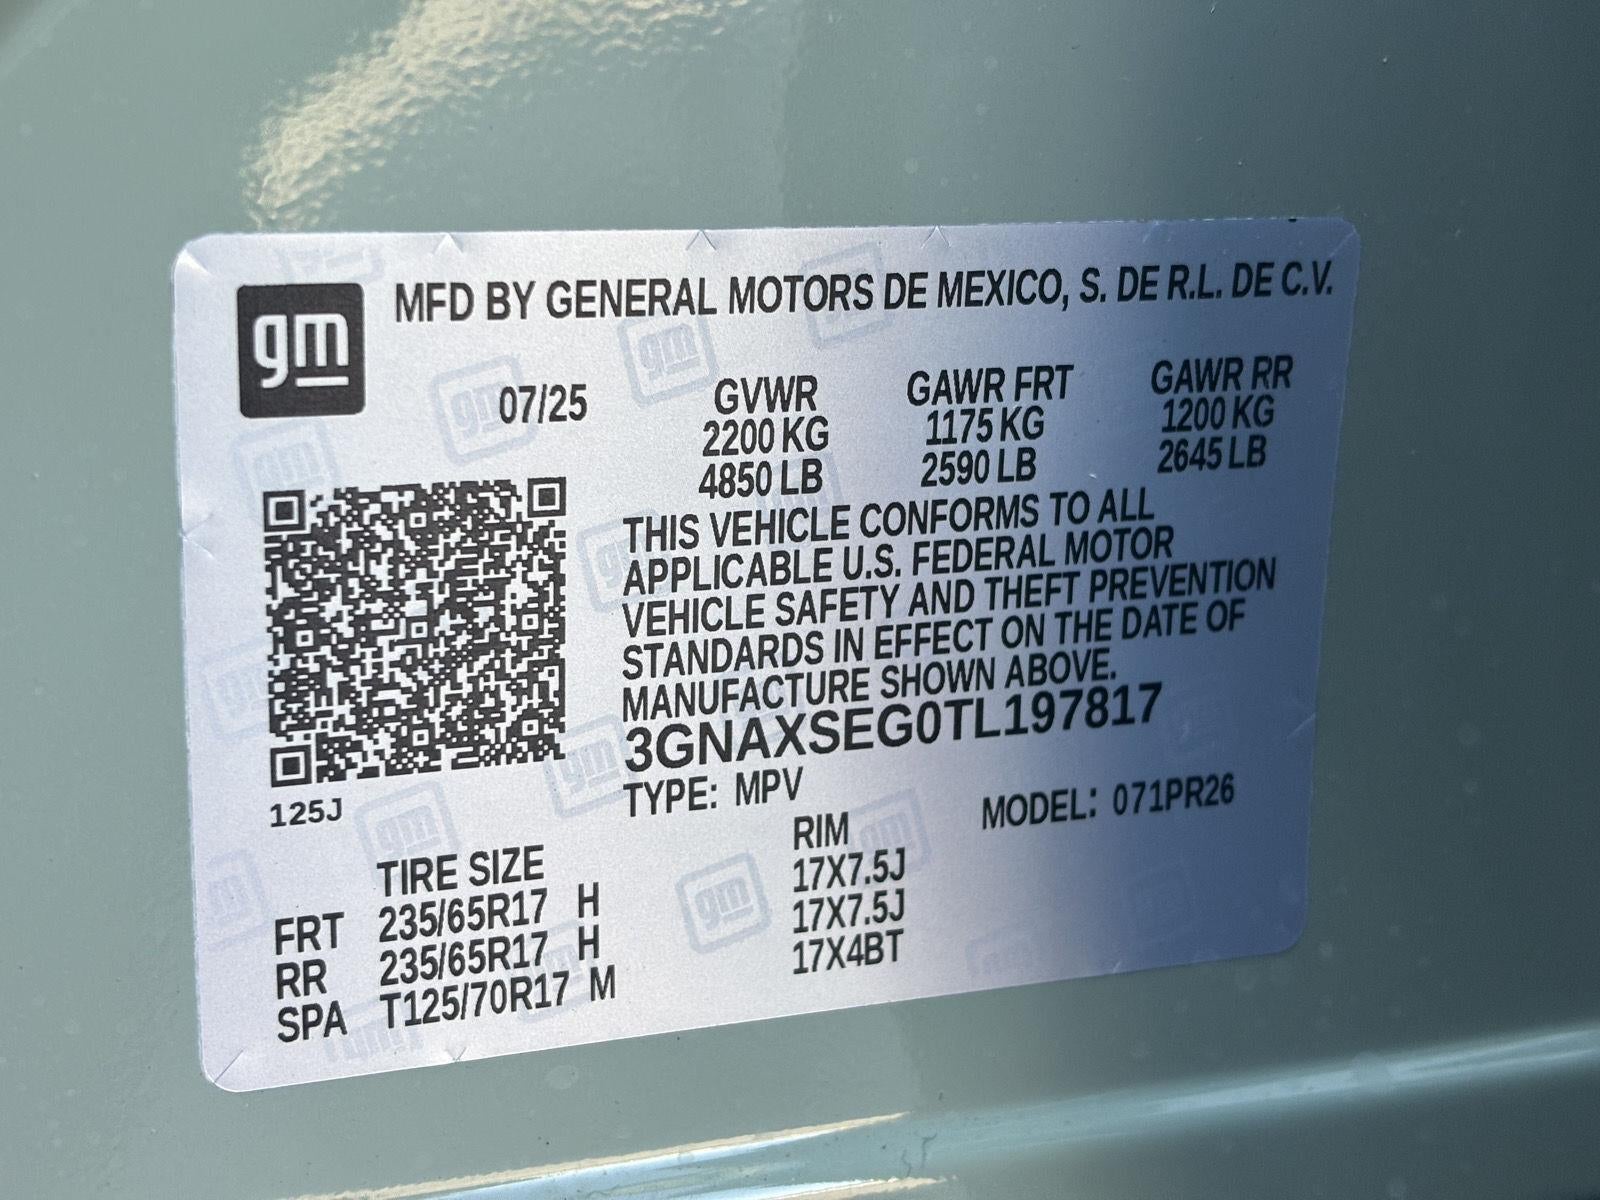 gm
MFD BY GENERAL MOTORS DE MEXICO, S. DE R.L. DE C.V.
07/25 GVWR GAWR FRT GAWR RR
2200 KG 1175 KG 1200 KG
4850 LB 2590 LB 2645 LB
THIS VEHICLE CONFORMS TO ALL
APPLICABLE U.S. FEDERAL MOTOR
VEHICLE SAFETY AND THEFT PREVENTION
STANDARDS IN EFFECT ON THE DATE OF
MANUFACTURE SHOWN ABOVE.
3GNAXSEG0TL197817
TYPE: MPV MODEL: 071PR26
125J
TIRE SIZE RIM
FRT 235/65R17 H 17X7.5J
RR 235/65R17 H 17X7.5J
SPA T125/70R17 M 17X4BT